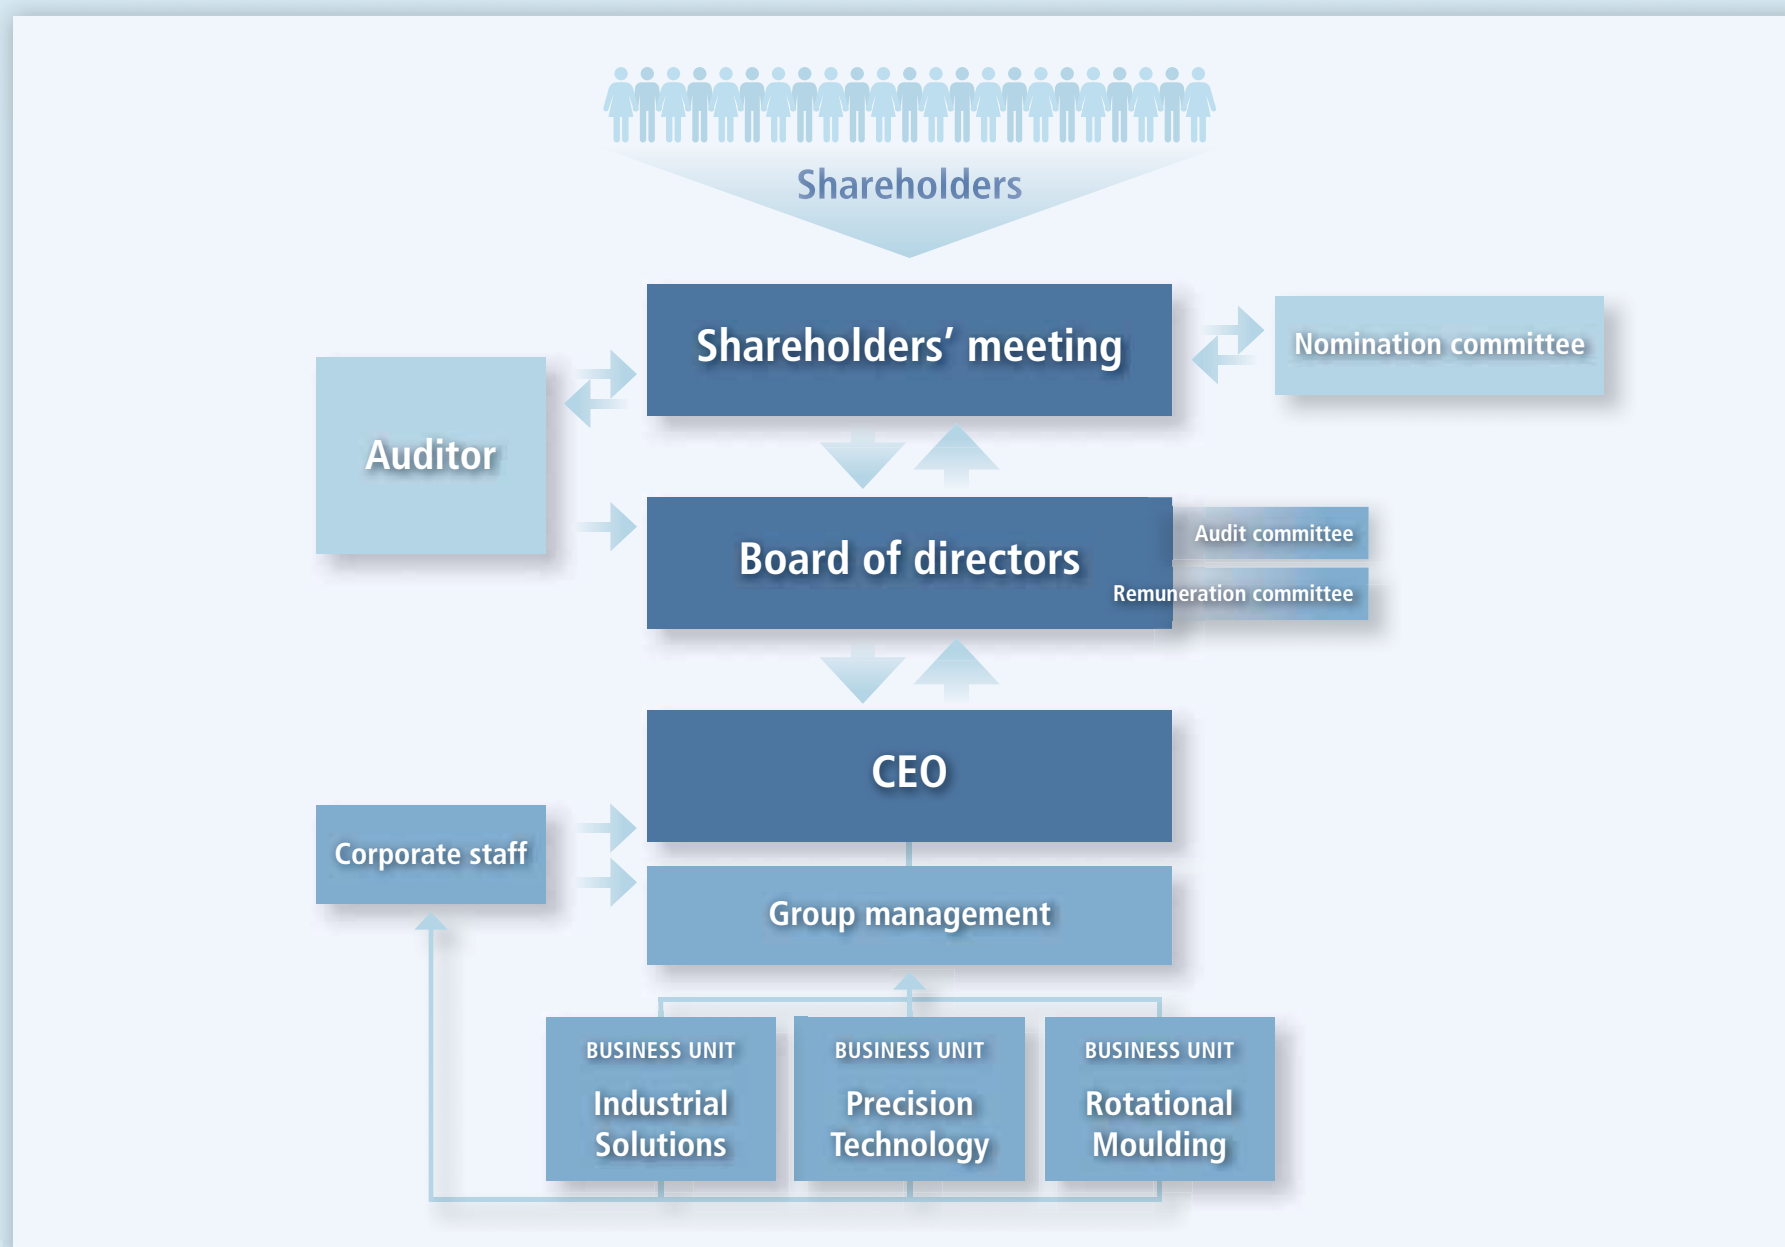 Shareholders
Shareholders’ meeting
Nomination committee
Auditor
Board of directors
Audit committee
Remuneration committee
CEO
Corporate staff
Group management
BUSINESS UNIT
Industrial
Solutions
BUSINESS UNIT
Precision
Technology
BUSINESS UNIT
Rotational
Moulding